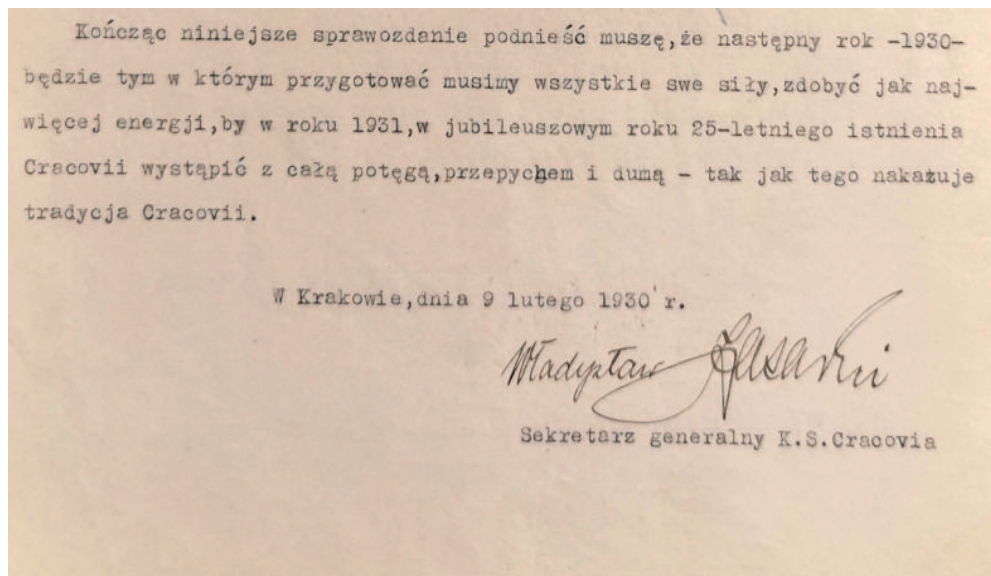 Kończąc niniejsze sprawozdanie podnieść muszę,że następny rok -1930-
będzie tym w którym przygotować musimy wszystkie swe siły,zdobyć jak naj-
więcej energji,by w roku 1931,w jubileuszowym roku 25-letniego istnienia
Cracovii wystąpić z całą potęgą,przepychem i dumą - tak jak tego nakazuje
tradycja Cracovii.
W Krakowie,dnia 9 lutego 1930 r.
Władysław
Sekretarz generalny K.S.Cracovia